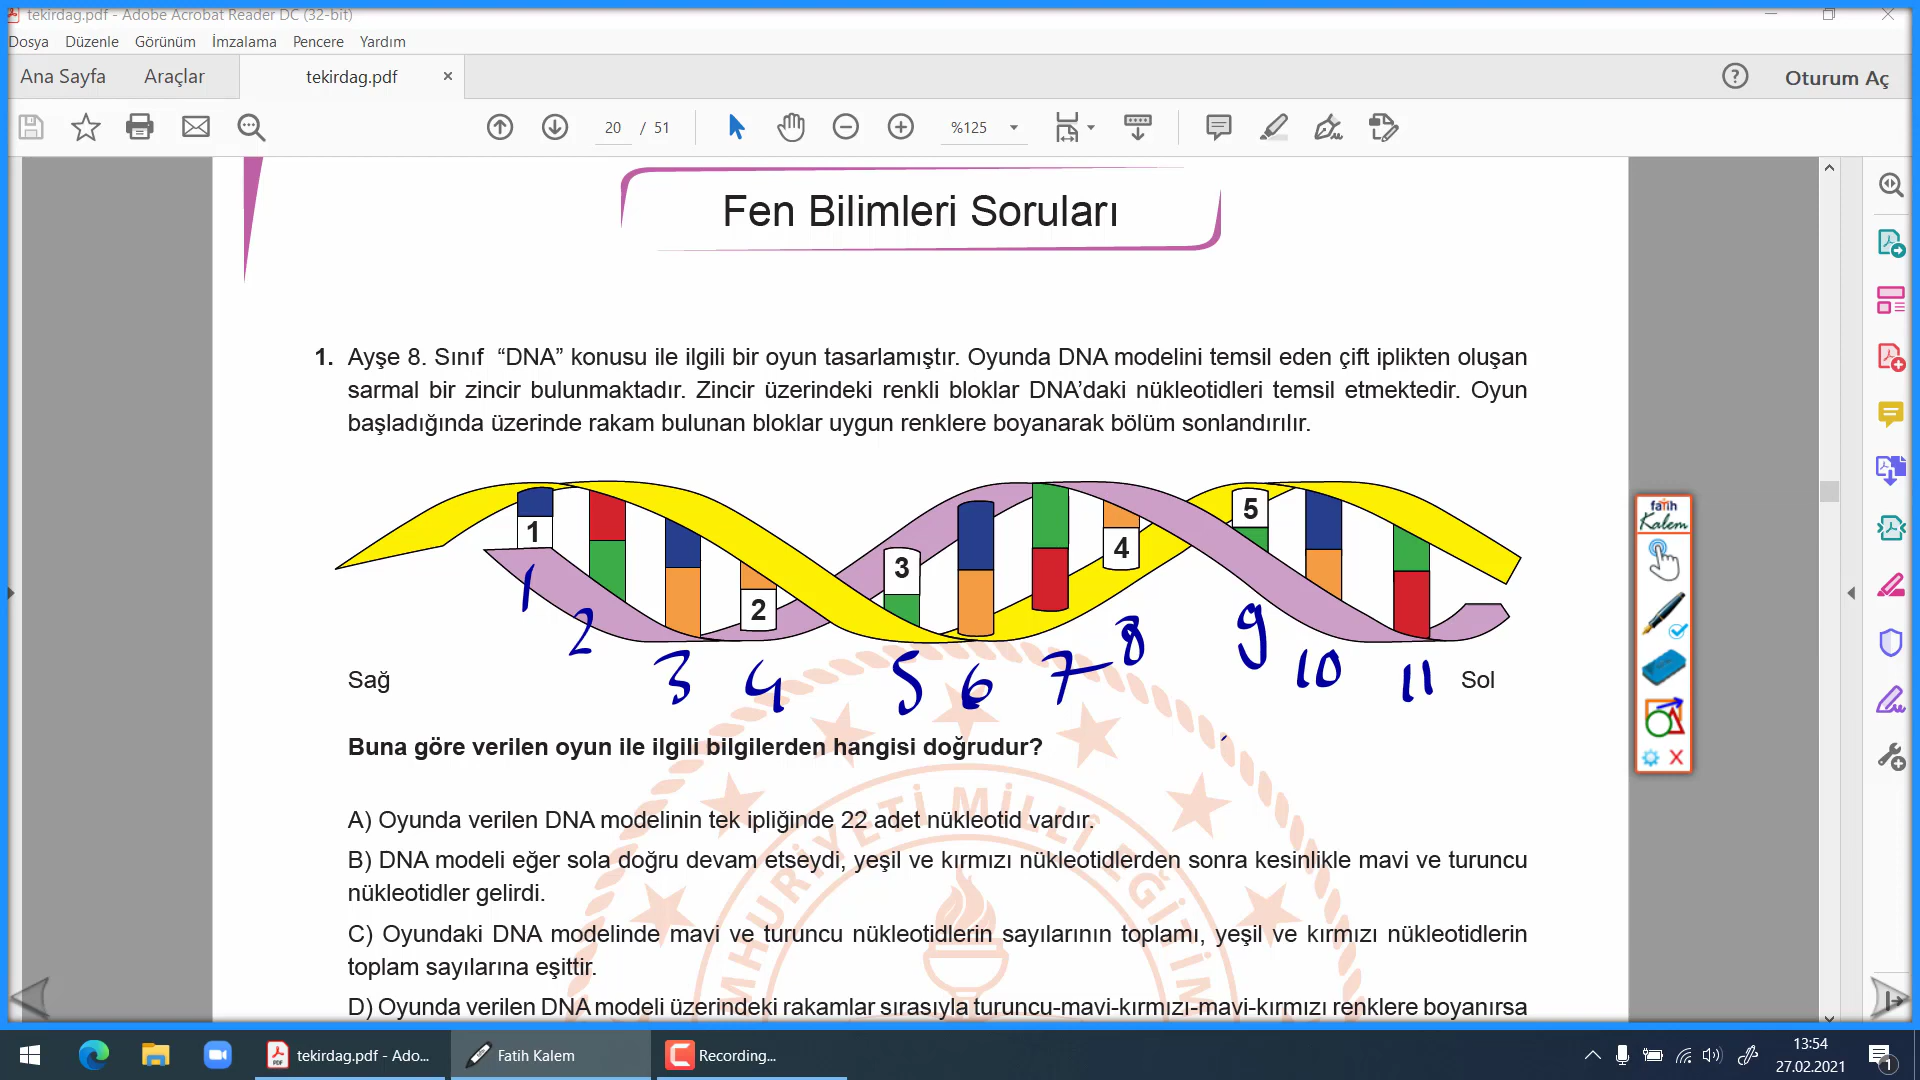 tekirdag.pdf - Adobe Acrobat Reader DC (32-bit)
Dosya Düzenle Görünüm İmzalama Pencere Yardım
Ana Sayfa Araçlar tekirdag.pdf × Oturum Aç
20 / 51 %125
Fen Bilimleri Soruları
1. Ayşe 8. Sınıf “DNA” konusu ile ilgili bir oyun tasarlamıştır. Oyunda DNA modelini temsil eden çift iplikten oluşan
sarmal bir zincir bulunmaktadır. Zincir üzerindeki renkli bloklar DNA’daki nükleotidleri temsil etmektedir. Oyun
başladığında üzerinde rakam bulunan bloklar uygun renklere boyanarak bölüm sonlandırılır.
1 2 3 4 5
1 2 3 4 5 6 7 8 9 10 11
Sağ Sol
Buna göre verilen oyun ile ilgili bilgilerden hangisi doğrudur?
A) Oyunda verilen DNA modelinin tek ipliğinde 22 adet nükleotid vardır.
B) DNA modeli eğer sola doğru devam etseydi, yeşil ve kırmızı nükleotidlerden sonra kesinlikle mavi ve turuncu
nükleotidler gelirdi.
C) Oyundaki DNA modelinde mavi ve turuncu nükleotidlerin sayılarının toplamı, yeşil ve kırmızı nükleotidlerin
toplam sayılarına eşittir.
D) Oyunda verilen DNA modeli üzerindeki rakamlar sırasıyla turuncu-mavi-kırmızı-mavi-kırmızı renklere boyanırsa
MHURİYETİ MİLLÎ EĞİTİM
fatih
Kalem
tekirdag.pdf - Ado... Fatih Kalem Recording...
13:54
27.02.2021
1